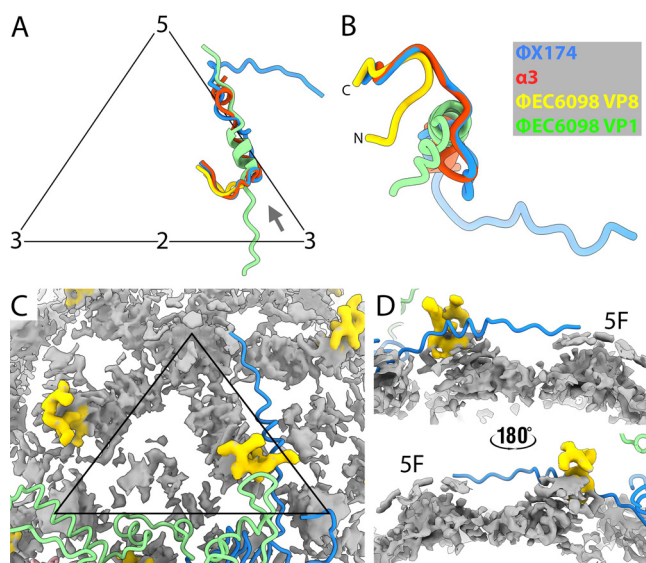 A
5
3
2
3
B
C
N
ΦX174
α3
ΦEC6098 VP8
ΦEC6098 VP1
C
D
5F
180°
5F